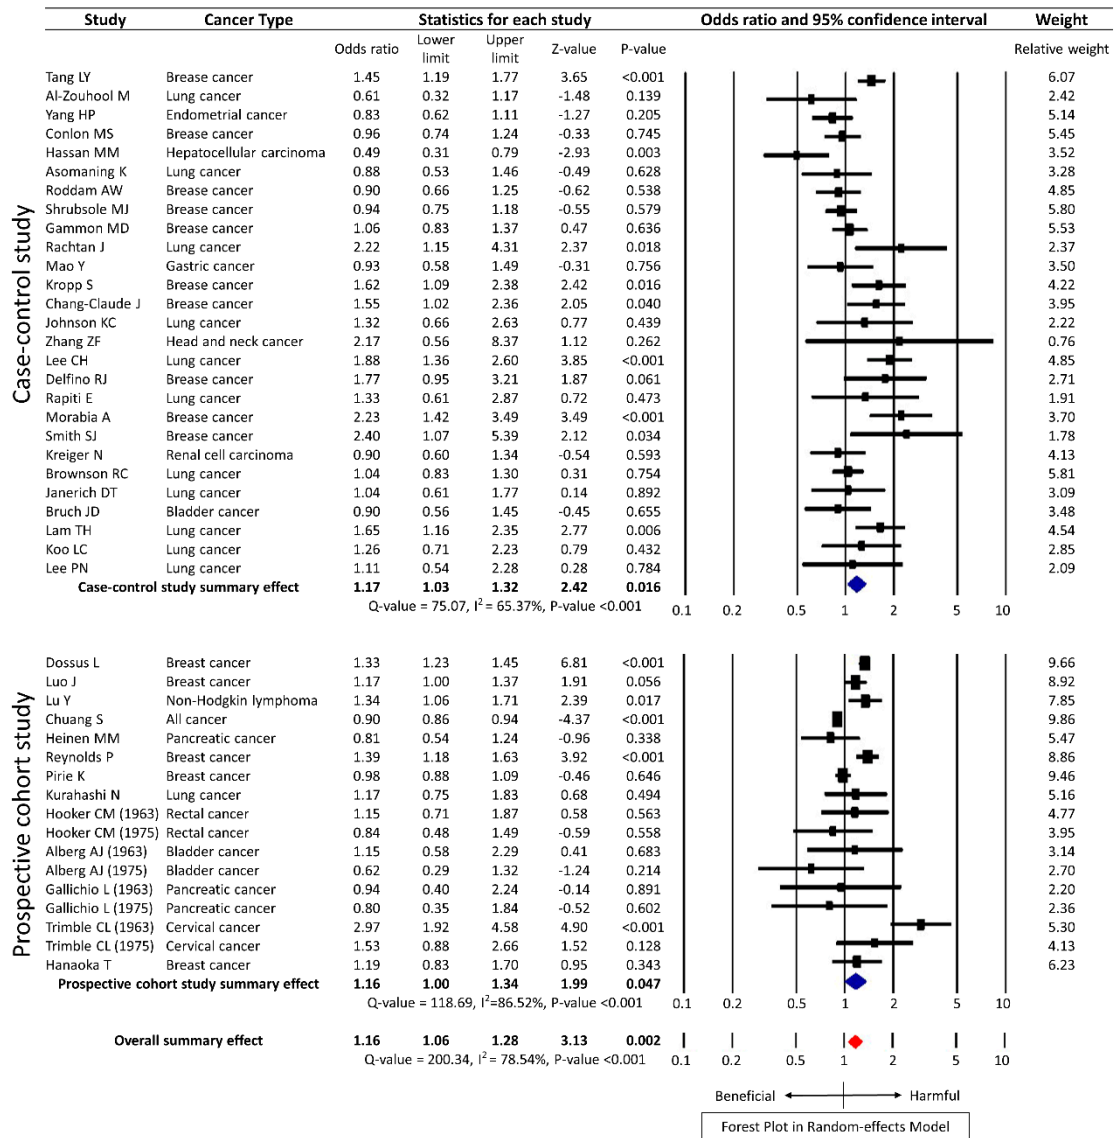 Study Cancer Type Statistics for each study Odds ratio and 95% confidence interval Weight
Odds ratio Lower limit Upper limit Z-value P-value Relative weight
Case-control study
Tang LY Brease cancer 1.45 1.19 1.77 3.65 <0.001 6.07
Al-Zouhool M Lung cancer 0.61 0.32 1.17 -1.48 0.139 2.42
Yang HP Endometrial cancer 0.83 0.62 1.11 -1.27 0.205 5.14
Conlon MS Brease cancer 0.96 0.74 1.24 -0.33 0.745 5.45
Hassan MM Hepatocellular carcinoma 0.49 0.31 0.79 -2.93 0.003 3.52
Asomaning K Lung cancer 0.88 0.53 1.46 -0.49 0.628 3.28
Roddam AW Brease cancer 0.90 0.66 1.25 -0.62 0.538 4.85
Shrubsole MJ Brease cancer 0.94 0.75 1.18 -0.55 0.579 5.80
Gammon MD Brease cancer 1.06 0.83 1.37 0.47 0.636 5.53
Rachtan J Lung cancer 2.22 1.15 4.31 2.37 0.018 2.37
Mao Y Gastric cancer 0.93 0.58 1.49 -0.31 0.756 3.50
Kropp S Brease cancer 1.62 1.09 2.38 2.42 0.016 4.22
Chang-Claude J Brease cancer 1.55 1.02 2.36 2.05 0.040 3.95
Johnson KC Lung cancer 1.32 0.66 2.63 0.77 0.439 2.22
Zhang ZF Head and neck cancer 2.17 0.56 8.37 1.12 0.262 0.76
Lee CH Lung cancer 1.88 1.36 2.60 3.85 <0.001 4.85
Delfino RJ Brease cancer 1.77 0.95 3.21 1.87 0.061 2.71
Rapiti E Lung cancer 1.33 0.61 2.87 0.72 0.473 1.91
Morabia A Brease cancer 2.23 1.42 3.49 3.49 <0.001 3.70
Smith SJ Brease cancer 2.40 1.07 5.39 2.12 0.034 1.78
Kreiger N Renal cell carcinoma 0.90 0.60 1.34 -0.54 0.593 4.13
Brownson RC Lung cancer 1.04 0.83 1.30 0.31 0.754 5.81
Janerich DT Lung cancer 1.04 0.61 1.77 0.14 0.892 3.09
Bruch JD Bladder cancer 0.90 0.56 1.45 -0.45 0.655 3.48
Lam TH Lung cancer 1.65 1.16 2.35 2.77 0.006 4.54
Koo LC Lung cancer 1.26 0.71 2.23 0.79 0.432 2.85
Lee PN Lung cancer 1.11 0.54 2.28 0.28 0.784 2.09
Case-control study summary effect 1.17 1.03 1.32 2.42 0.016
Q-value = 75.07, I² = 65.37%, P-value <0.001 0.1 0.2 0.5 1 2 5 10
Prospective cohort study
Dossus L Breast cancer 1.33 1.23 1.45 6.81 <0.001 9.66
Luo J Breast cancer 1.17 1.00 1.37 1.91 0.056 8.92
Lu Y Non-Hodgkin lymphoma 1.34 1.06 1.71 2.39 0.017 7.85
Chuang S All cancer 0.90 0.86 0.94 -4.37 <0.001 9.86
Heinen MM Pancreatic cancer 0.81 0.54 1.24 -0.96 0.338 5.47
Reynolds P Breast cancer 1.39 1.18 1.63 3.92 <0.001 8.86
Pirie K Breast cancer 0.98 0.88 1.09 -0.46 0.646 9.46
Kurahashi N Lung cancer 1.17 0.75 1.83 0.68 0.494 5.16
Hooker CM (1963) Rectal cancer 1.15 0.71 1.87 0.58 0.563 4.77
Hooker CM (1975) Rectal cancer 0.84 0.48 1.49 -0.59 0.558 3.95
Alberg AJ (1963) Bladder cancer 1.15 0.58 2.29 0.41 0.683 3.14
Alberg AJ (1975) Bladder cancer 0.62 0.29 1.32 -1.24 0.214 2.70
Gallichio L (1963) Pancreatic cancer 0.94 0.40 2.24 -0.14 0.891 2.20
Gallichio L (1975) Pancreatic cancer 0.80 0.35 1.84 -0.52 0.602 2.36
Trimble CL (1963) Cervical cancer 2.97 1.92 4.58 4.90 <0.001 5.30
Trimble CL (1975) Cervical cancer 1.53 0.88 2.66 1.52 0.128 4.13
Hanaoka T Breast cancer 1.19 0.83 1.70 0.95 0.343 6.23
Prospective cohort study summary effect 1.16 1.00 1.34 1.99 0.047
Q-value = 118.69, I²=86.52%, P-value <0.001 0.1 0.2 0.5 1 2 5 10
Overall summary effect 1.16 1.06 1.28 3.13 0.002
Q-value = 200.34, I² = 78.54%, P-value <0.001 0.1 0.2 0.5 1 2 5 10
Beneficial Harmful
Forest Plot in Random-effects Model